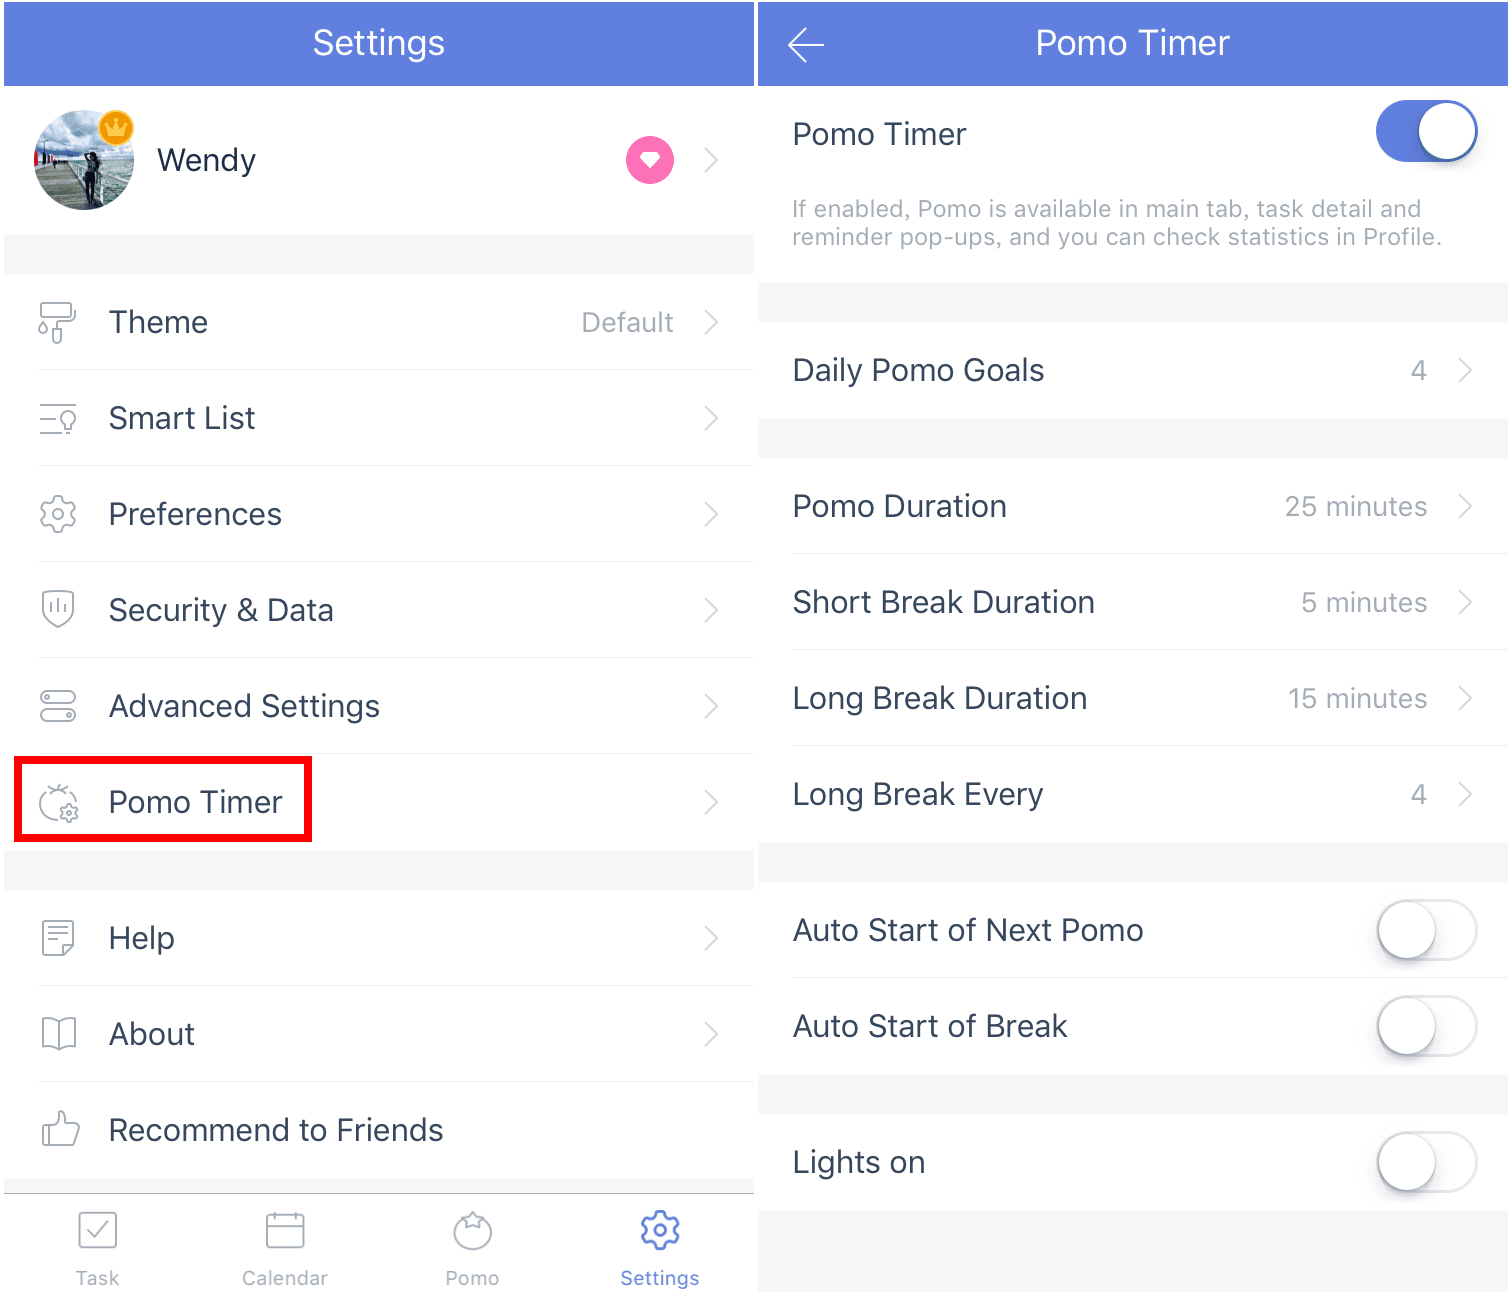 Settings
Wendy
Theme Default
Smart List
Preferences
Security & Data
Advanced Settings
Pomo Timer
Help
About
Recommend to Friends
Task Calendar Pomo Settings
Pomo Timer
Pomo Timer
If enabled, Pomo is available in main tab, task detail and
reminder pop-ups, and you can check statistics in Profile.
Daily Pomo Goals 4
Pomo Duration 25 minutes
Short Break Duration 5 minutes
Long Break Duration 15 minutes
Long Break Every 4
Auto Start of Next Pomo
Auto Start of Break
Lights on